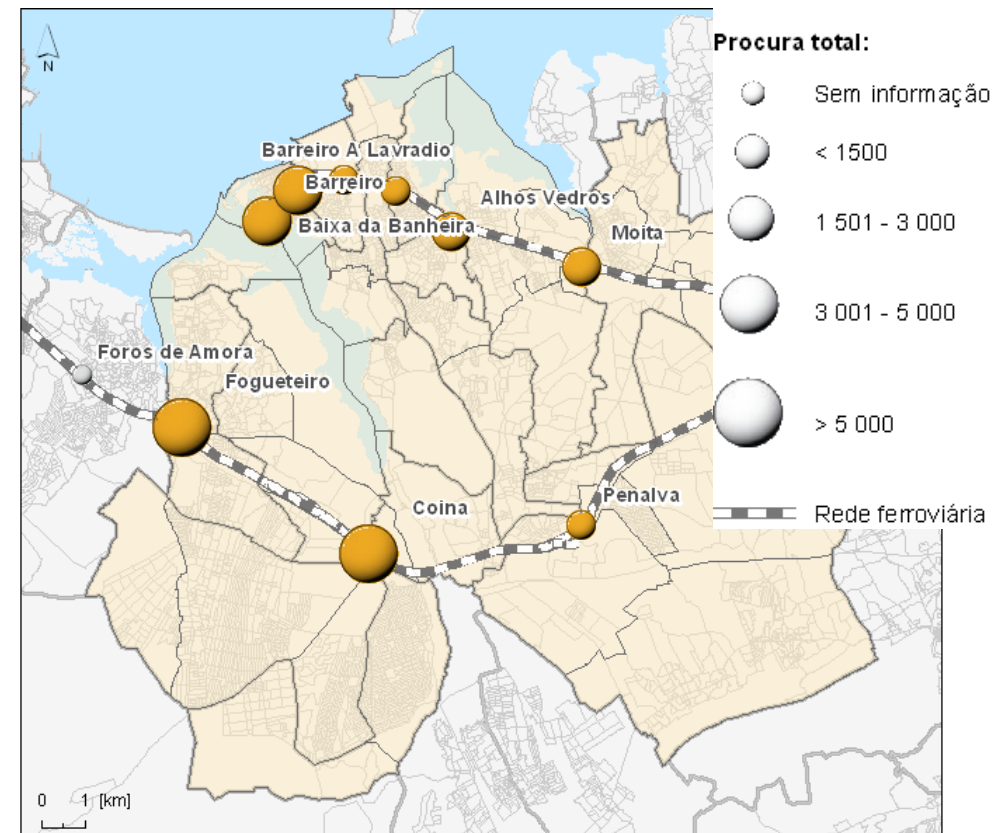 N
Barreiro A Lavradio
Barreiro
Alhos Vedros
Baixa da Banheira
Moita
Foros de Amora
Fogueteiro
Coina
Penalva
0 1 [km]
Procura total:
Sem informação
< 1500
1 501 - 3 000
3 001 - 5 000
> 5 000
Rede ferroviária